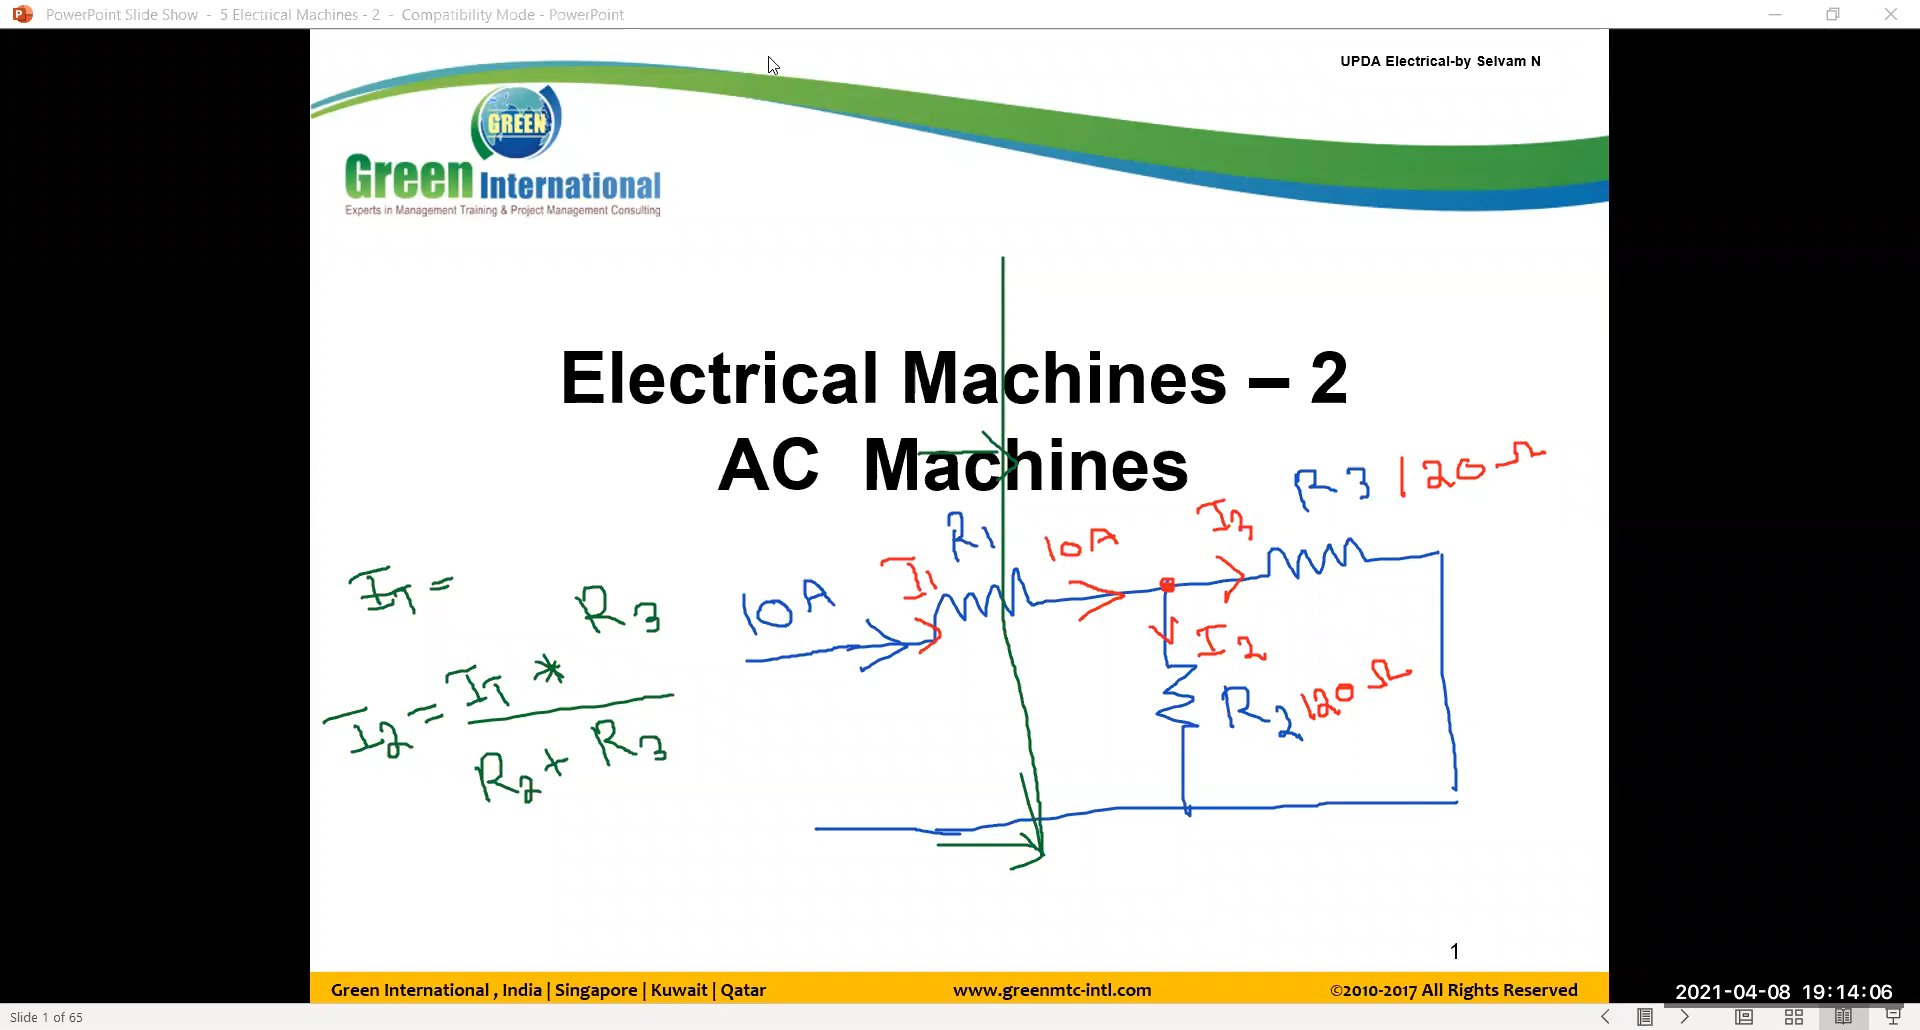 PowerPoint Slide Show - 5 Electrical Machines - 2 - Compatibility Mode - PowerPoint
UPDA Electrical-by Selvam N
GREEN
Green International
Experts in Management Training & Project Management Consulting
Electrical Machines – 2
AC Machines
R3 120Ω
I3
R1
10A
I1
10A
IT =
R3
I2
I2 = IT *
R2 120Ω
R2 + R3
1
Green International , India | Singapore | Kuwait | Qatar
www.greenmtc-intl.com
©2010-2017 All Rights Reserved
2021-04-08 19:14:06
Slide 1 of 65